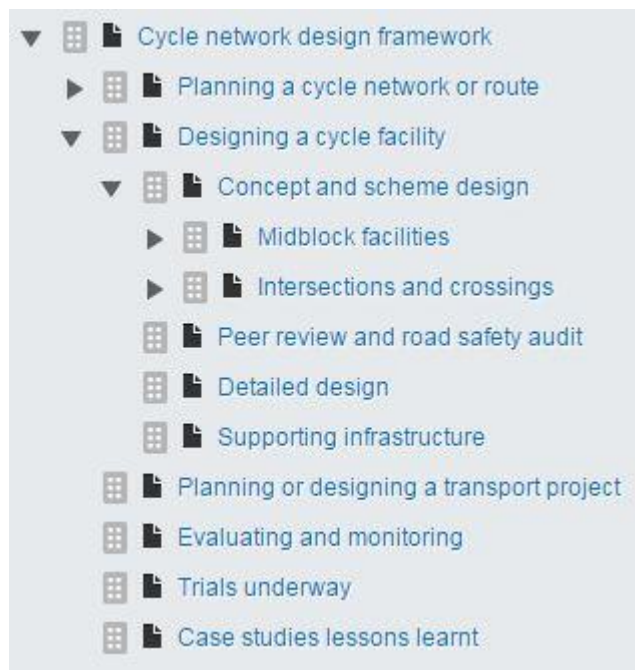 Cycle network design framework
Planning a cycle network or route
Designing a cycle facility
Concept and scheme design
Midblock facilities
Intersections and crossings
Peer review and road safety audit
Detailed design
Supporting infrastructure
Planning or designing a transport project
Evaluating and monitoring
Trials underway
Case studies lessons learnt